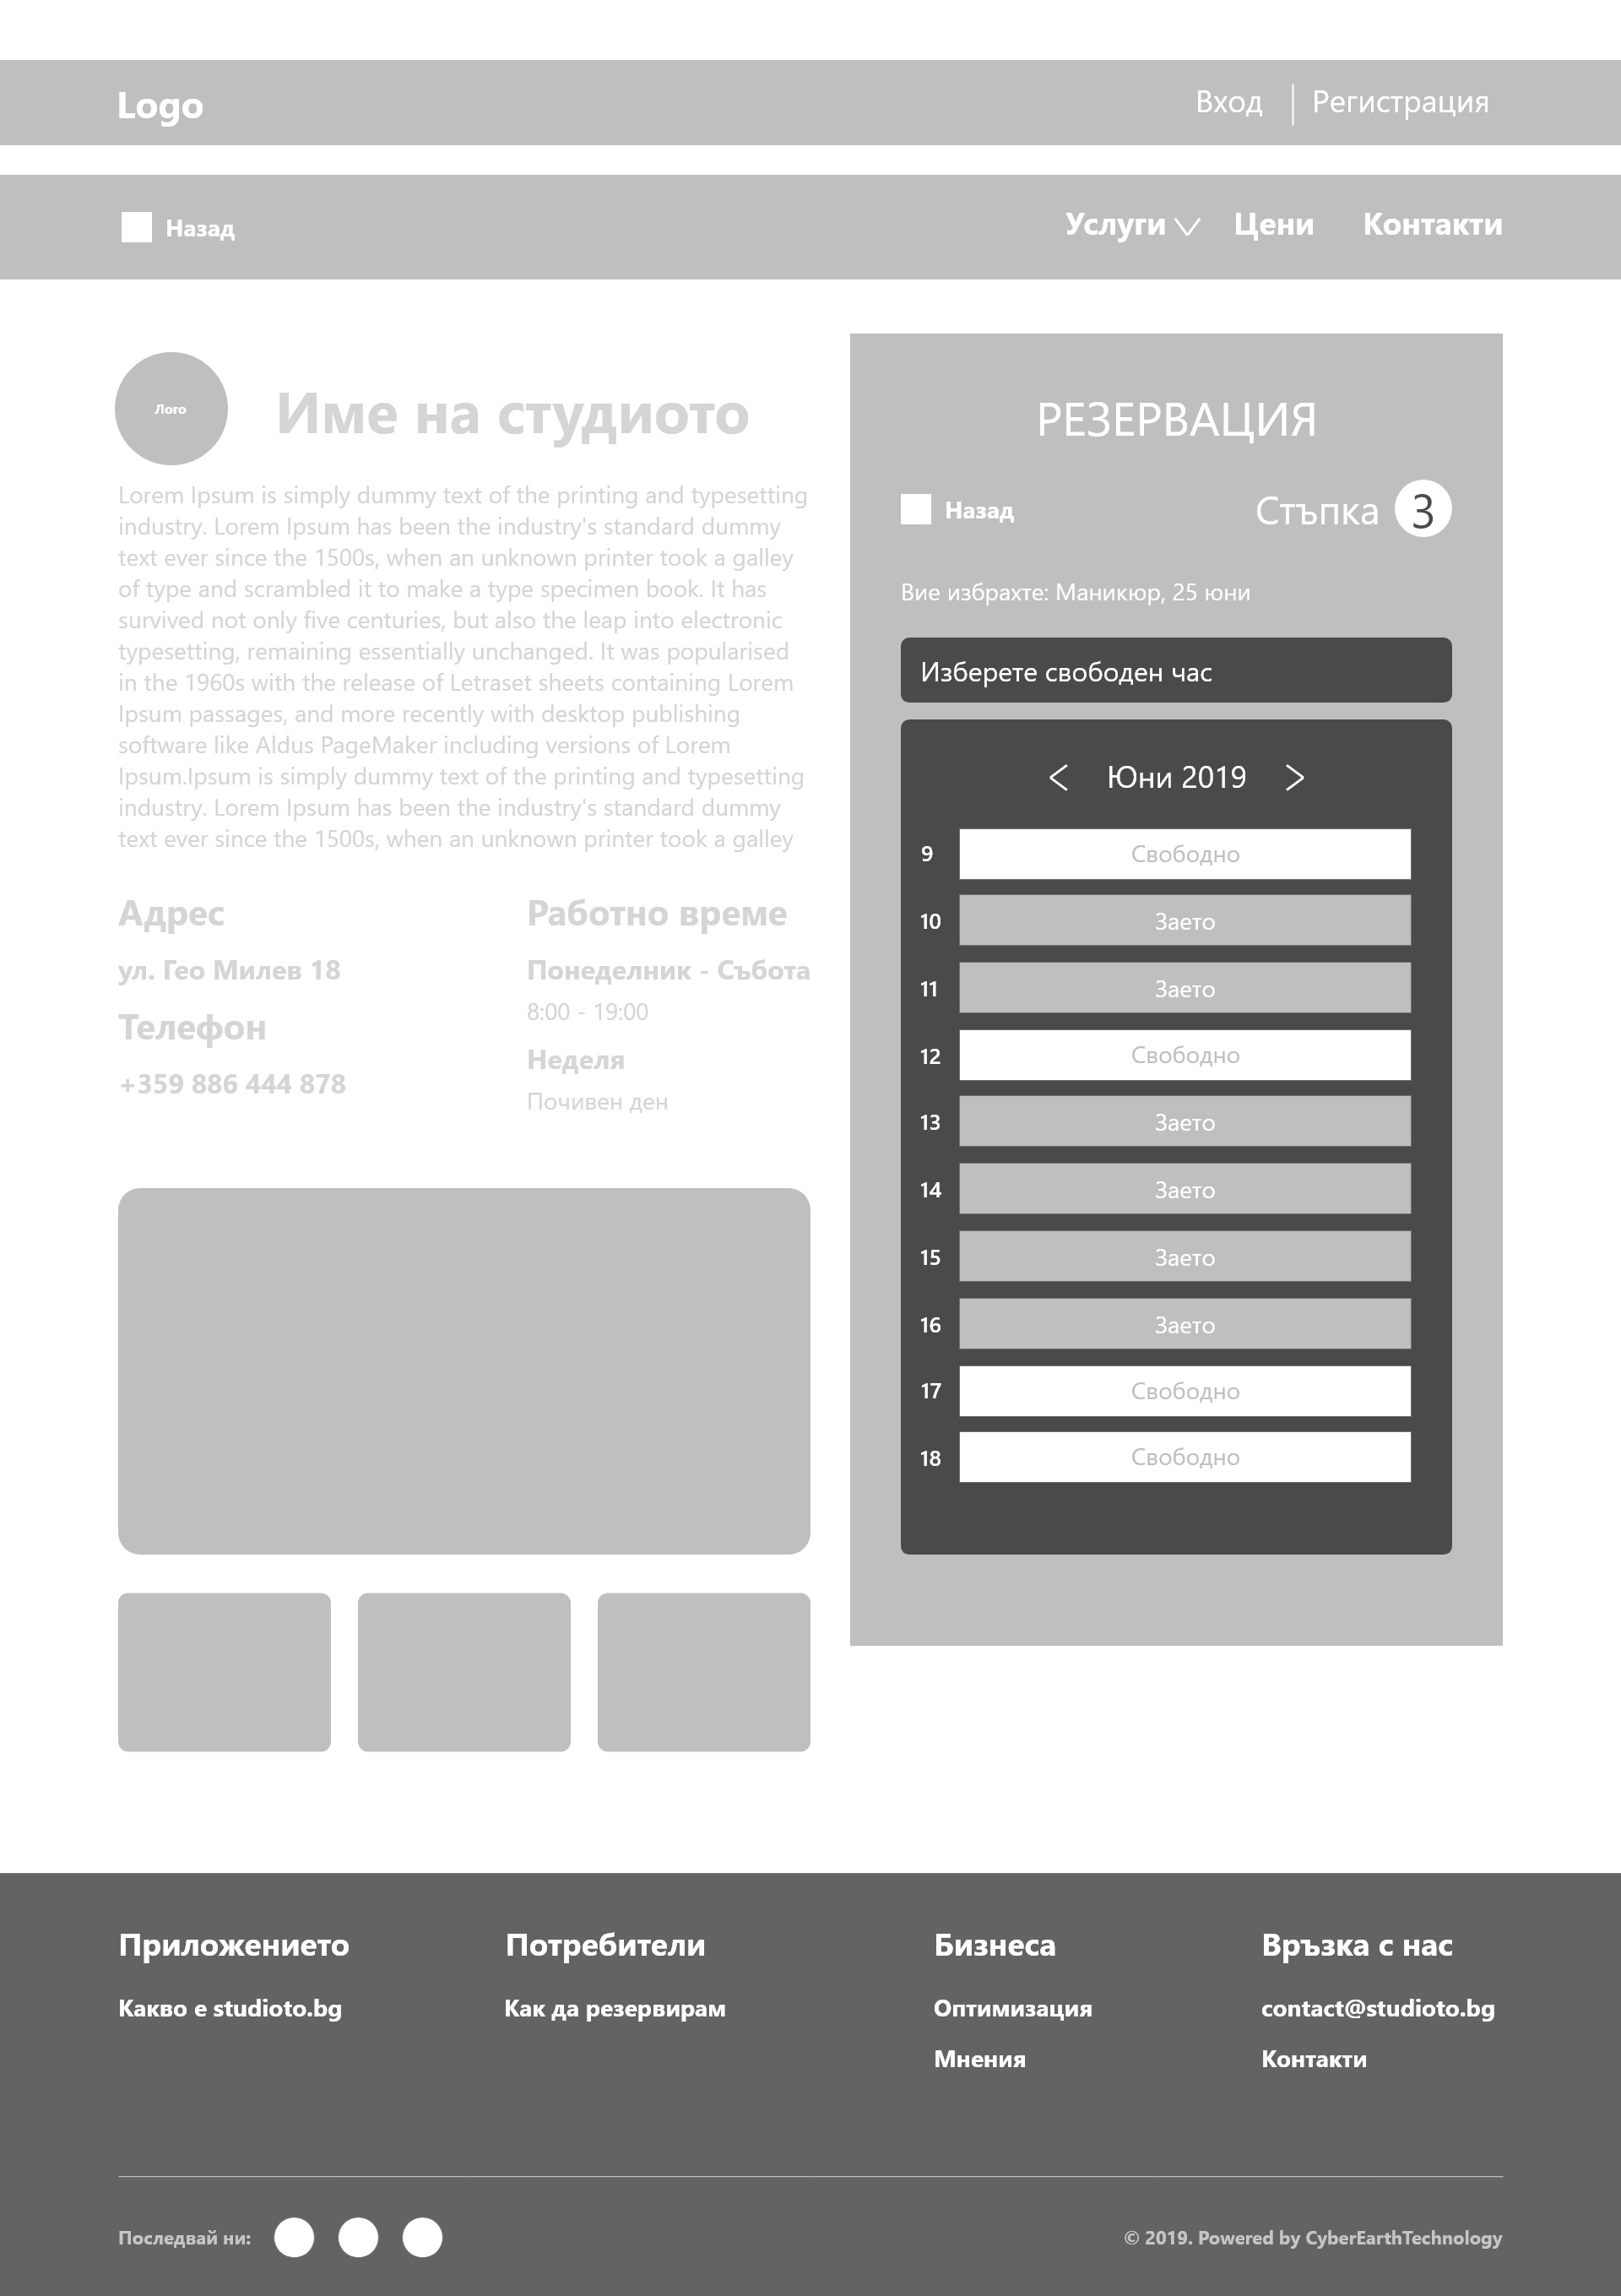 Logo
Вход
Регистрация
Назад
Услуги
Цени
Контакти
Лого
Име на студиото
Lorem Ipsum is simply dummy text of the printing and typesetting
industry. Lorem Ipsum has been the industry's standard dummy
text ever since the 1500s, when an unknown printer took a galley
of type and scrambled it to make a type specimen book. It has
survived not only five centuries, but also the leap into electronic
typesetting, remaining essentially unchanged. It was popularised
in the 1960s with the release of Letraset sheets containing Lorem
Ipsum passages, and more recently with desktop publishing
software like Aldus PageMaker including versions of Lorem
Ipsum.Ipsum is simply dummy text of the printing and typesetting
industry. Lorem Ipsum has been the industry's standard dummy
text ever since the 1500s, when an unknown printer took a galley
Адрес
ул. Гео Милев 18
Телефон
+359 886 444 878
Работно време
Понеделник - Събота
8:00 - 19:00
Неделя
Почивен ден
РЕЗЕРВАЦИЯ
Назад
Стъпка 3
Вие избрахте: Маникюр, 25 юни
Изберете свободен час
< Юни 2019 >
9 Свободно
10 Заето
11 Заето
12 Свободно
13 Заето
14 Заето
15 Заето
16 Заето
17 Свободно
18 Свободно
Приложението
Какво е studioto.bg
Потребители
Как да резервирам
Бизнеса
Оптимизация
Мнения
Връзка с нас
contact@studioto.bg
Контакти
Последвай ни:
© 2019. Powered by CyberEarthTechnology